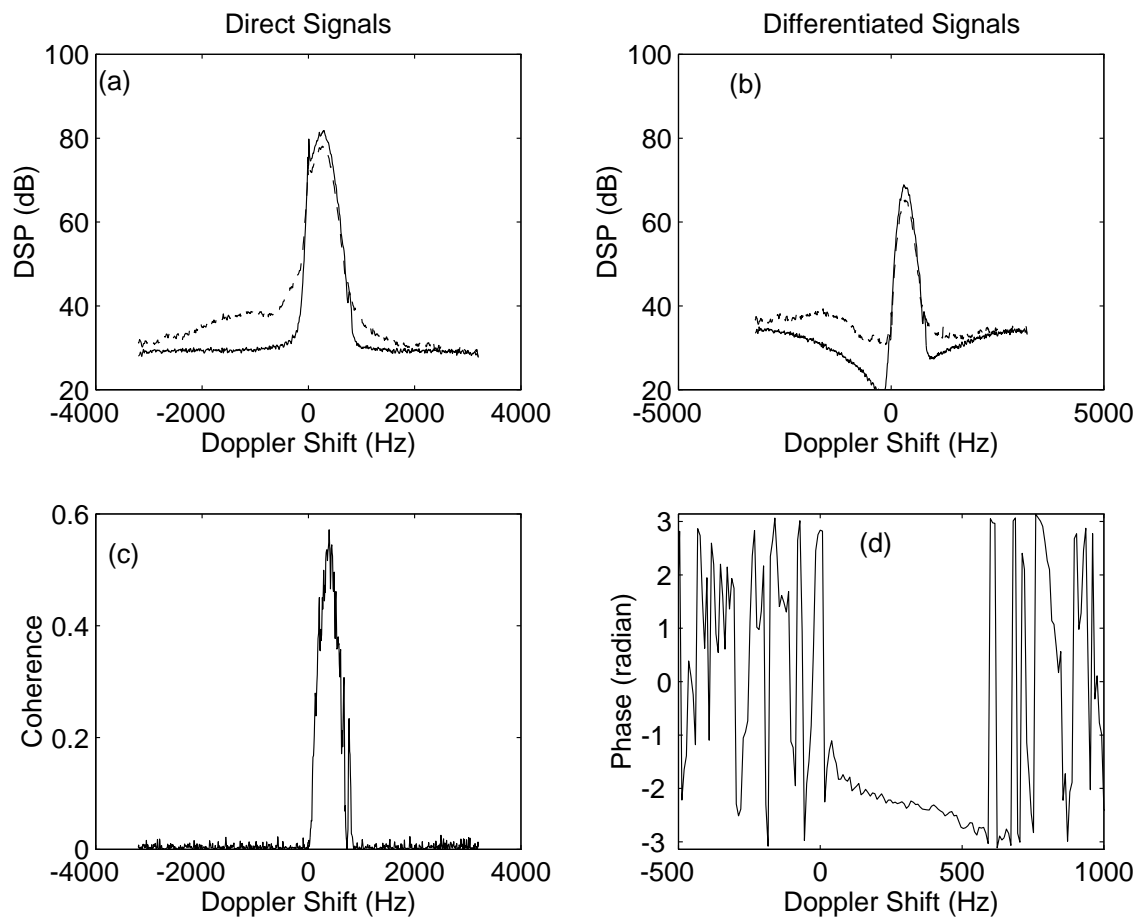 Direct Signals
Differentiated Signals
(a)
100
80
60
40
20
DSP (dB)
-4000 -2000 0 2000 4000
Doppler Shift (Hz)
(b)
100
80
60
40
20
DSP (dB)
-5000 0 5000
Doppler Shift (Hz)
(c)
0.6
0.4
0.2
0
Coherence
-4000 -2000 0 2000 4000
Doppler Shift (Hz)
(d)
3
2
1
0
-1
-2
-3
Phase (radian)
-500 0 500 1000
Doppler Shift (Hz)